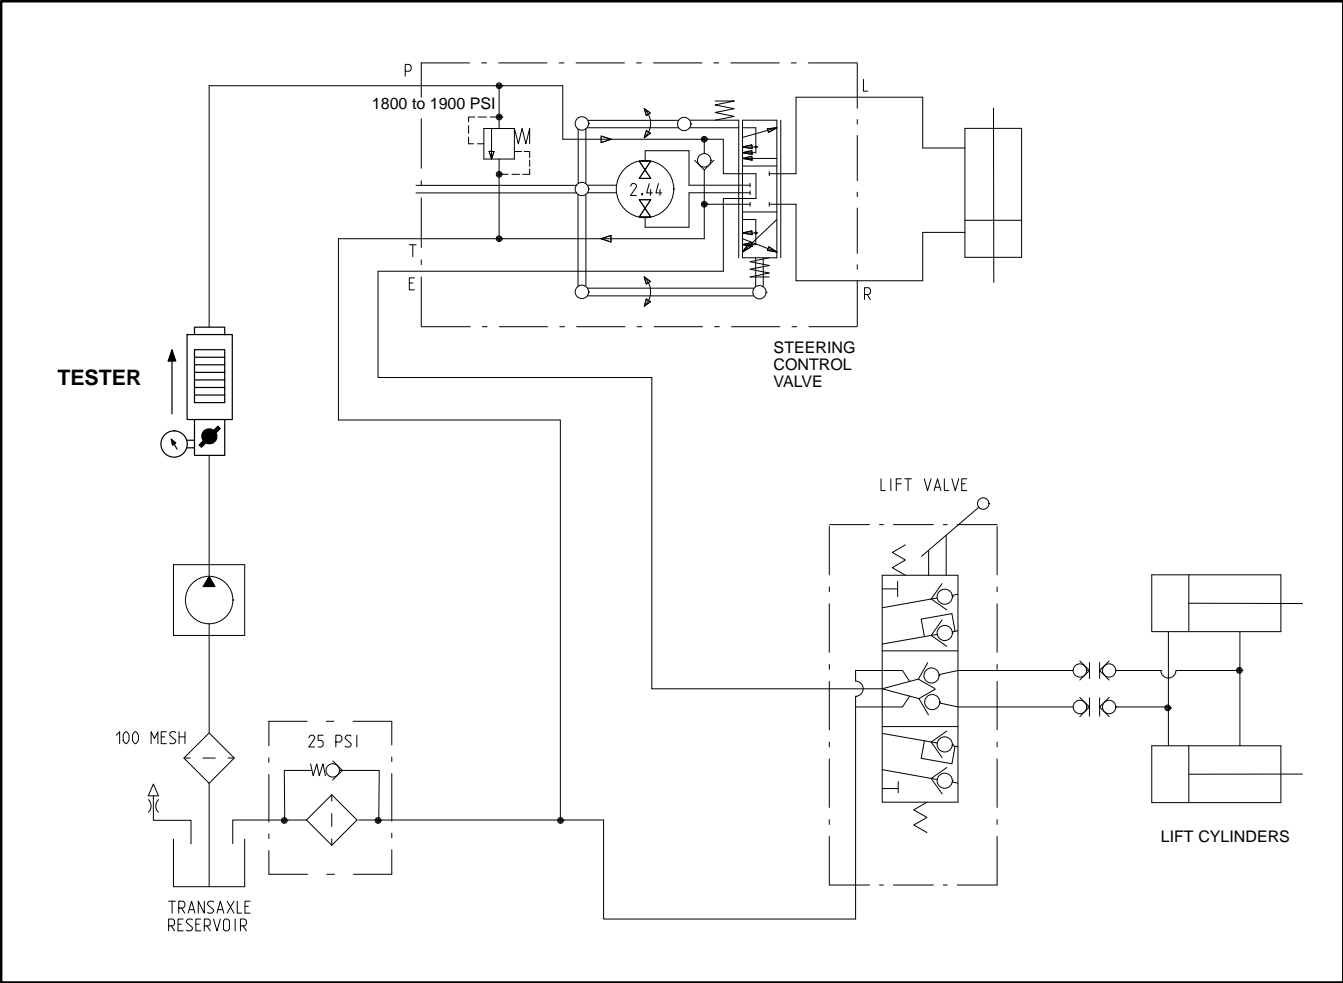 P
1800 to 1900 PSI
L
2.44
T
E
R
STEERING
CONTROL
VALVE
TESTER
LIFT VALVE
100 MESH
25 PSI
LIFT CYLINDERS
TRANSAXLE
RESERVOIR